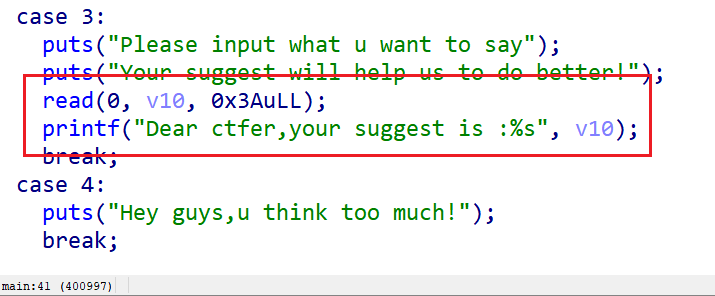 case 3:
puts("Please input what u want to say");
puts("Your suggest will help us to do better!");
read(0, v10, 0x3AuLL);
printf("Dear ctfer,your suggest is :%s", v10);
break;
case 4:
puts("Hey guys,u think too much!");
break;
main:41 (400997)